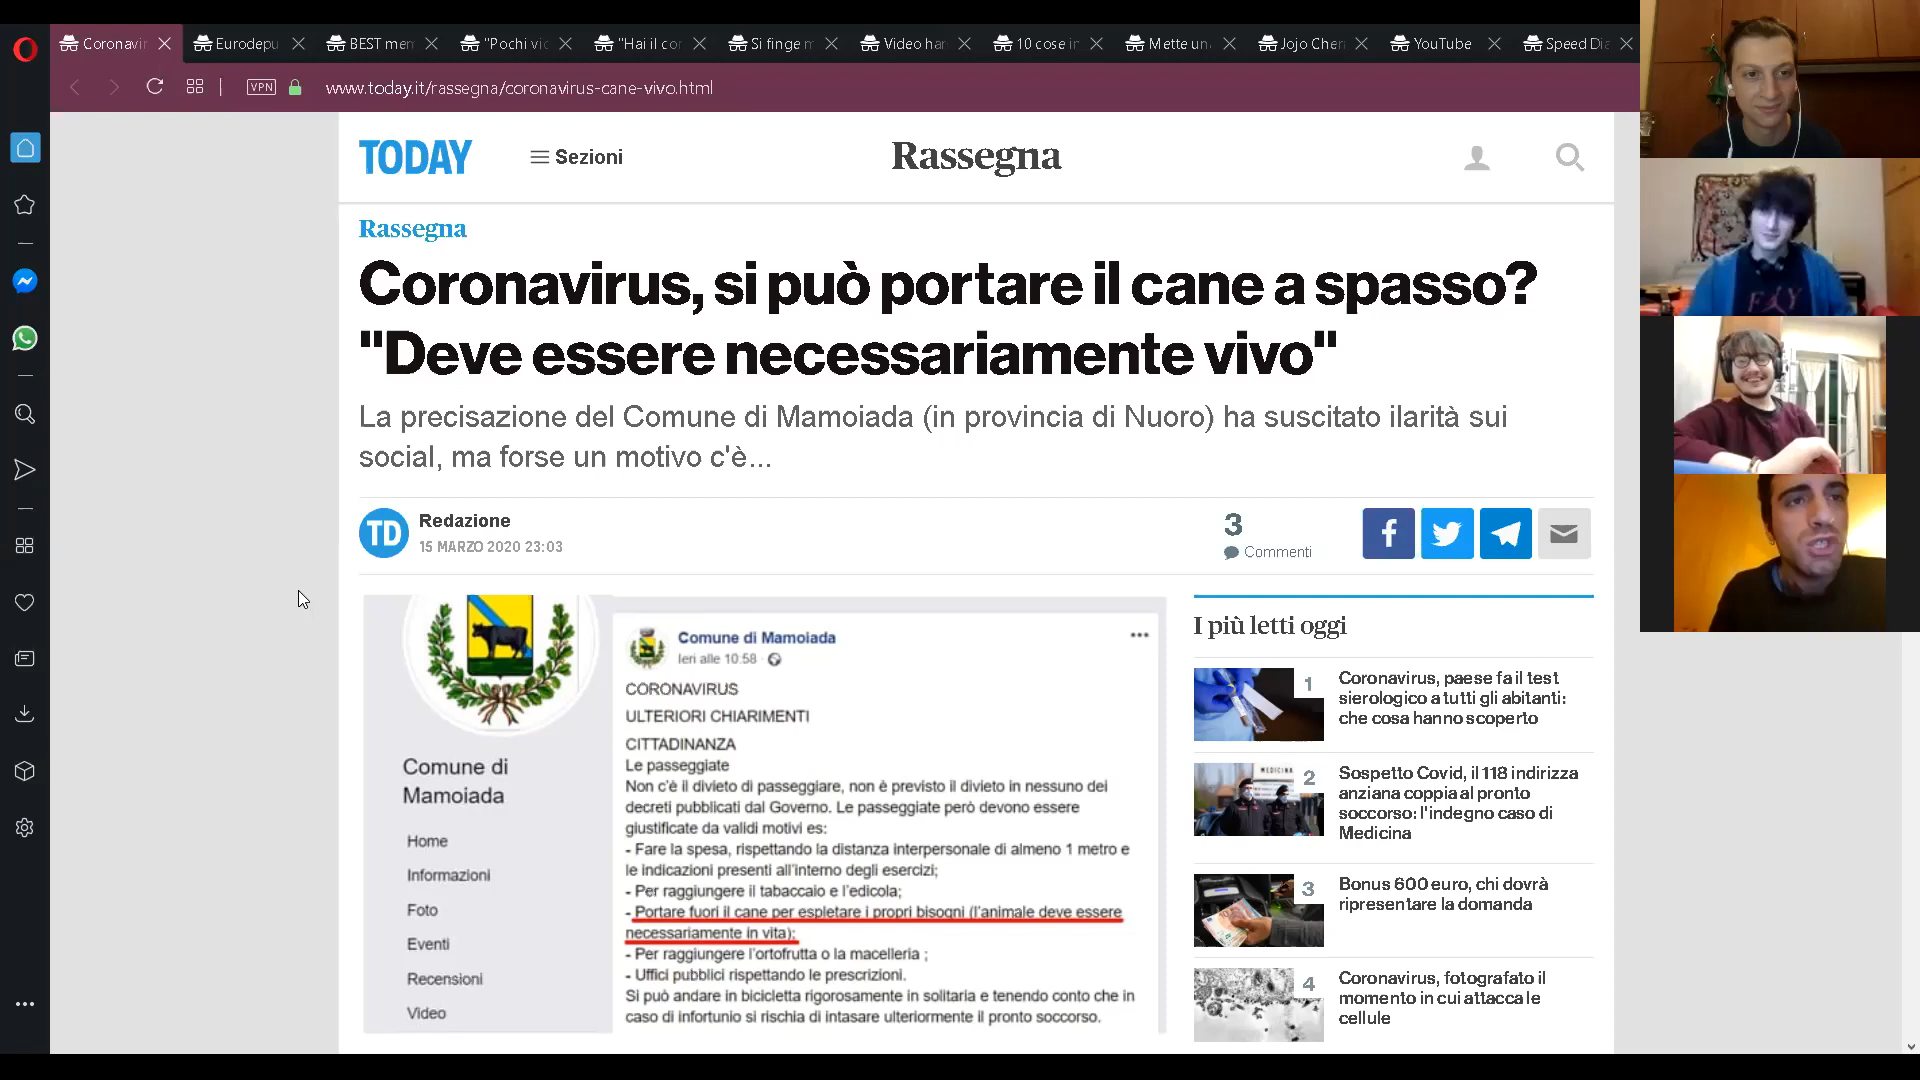 Coronavir
Eurodepu
BEST mem
"Pochi vid
"Hai il cor
Si finge m
Video har
10 cose in
Mette un
Jojo Cher
YouTube
Speed Dia
VPN
www.today.it/rassegna/coronavirus-cane-vivo.html
TODAY
Sezioni
Rassegna
Rassegna
Coronavirus, si può portare il cane a spasso?
"Deve essere necessariamente vivo"
La precisazione del Comune di Mamoiada (in provincia di Nuoro) ha suscitato ilarità sui
social, ma forse un motivo c'è...
TD
Redazione
15 MARZO 2020 23:03
3
Commenti
Comune di
Mamoiada
Home
Informazioni
Foto
Eventi
Recensioni
Video
Comune di Mamoiada
Ieri alle 10:58
CORONAVIRUS
ULTERIORI CHIARIMENTI
CITTADINANZA
Le passeggiate
Non c'è il divieto di passeggiare, non è previsto il divieto in nessuno dei
decreti pubblicati dal Governo. Le passeggiate però devono essere
giustificate da validi motivi es:
- Fare la spesa, rispettando la distanza interpersonale di almeno 1 metro e
le indicazioni presenti all'interno degli esercizi;
- Per raggiungere il tabaccaio e l'edicola;
- Portare fuori il cane per espletare i propri bisogni (l'animale deve essere
necessariamente in vita);
- Per raggiungere l'ortofrutta o la macelleria ;
- Uffici pubblici rispettando le prescrizioni.
Si può andare in bicicletta rigorosamente in solitaria e tenendo conto che in
caso di infortunio si rischia di intasare ulteriormente il pronto soccorso.
I più letti oggi
1
Coronavirus, paese fa il test
sierologico a tutti gli abitanti:
che cosa hanno scoperto
MEDICINA
2
Sospetto Covid, il 118 indirizza
anziana coppia al pronto
soccorso: l'indegno caso di
Medicina
3
Bonus 600 euro, chi dovrà
ripresentare la domanda
4
Coronavirus, fotografato il
momento in cui attacca le
cellule